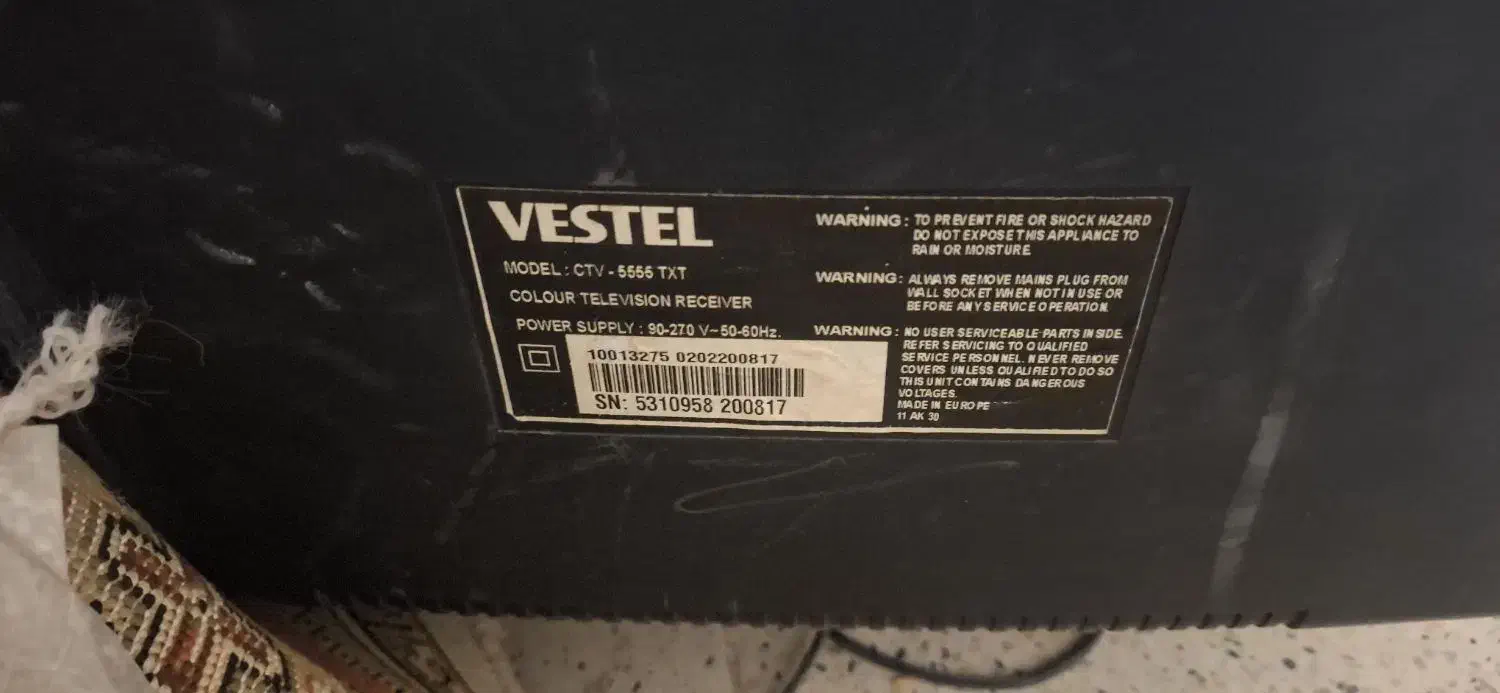 VESTEL
MODEL : CTV - 5555 TXT
COLOUR TELEVISION RECEIVER
POWER SUPPLY : 90-270 V~50-60Hz.
10013275 0202200817
SN: 5310958 200817
WARNING : TO PREVENT FIRE OR SHOCK HAZARD
DO NOT EXPOSE THIS APPLIANCE TO
RAIN OR MOISTURE
WARNING : ALWAYS REMOVE MAINS PLUG FROM
WALL SOCKET WHEN NOT IN USE OR
BEFORE ANY SERVICE OPERATION.
WARNING : NO USER SERVICEABLE PARTS INSIDE.
REFER SERVICING TO QUALIFIED
SERVICE PERSONNEL. NEVER REMOVE
COVERS UNLESS QUALIFIED TO DO SO
THIS UNIT CONTAINS DANGEROUS
VOLTAGES.
MADE IN EUROPE
11 AK 30